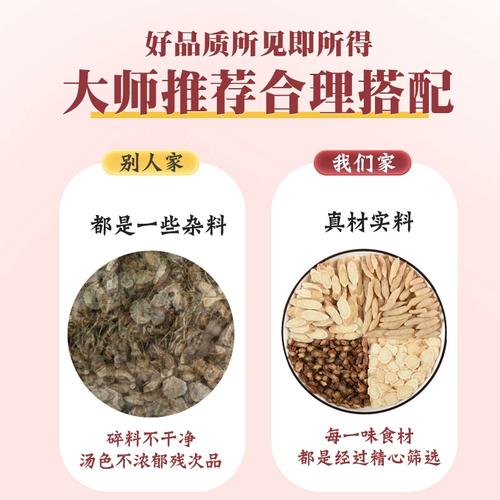 好品质所见即所得
大师推荐合理搭配
别人家
都是一些杂料
碎料不干净
汤色不浓郁残次品
我们家
真材实料
每一味食材
都是经过精心筛选